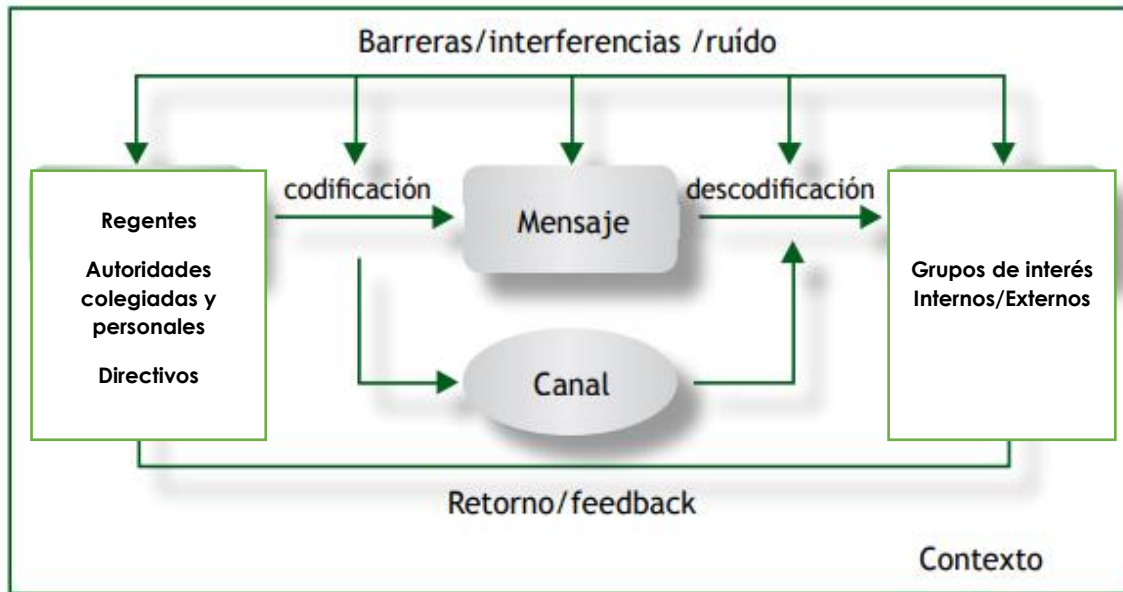 Barreras/interferencias /ruído
codificación
descodificación
Regentes
Autoridades
colegiadas y
personales
Directivos
Mensaje
Grupos de interés
Internos/Externos
Canal
Retorno/feedback
Contexto